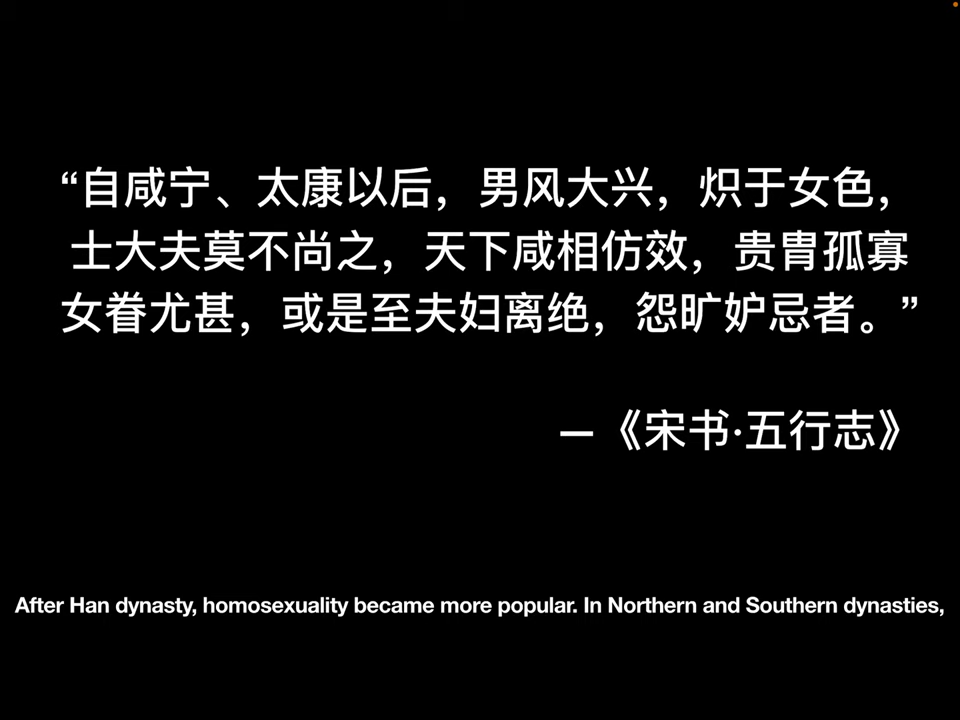 “自咸宁、太康以后，男风大兴，炽于女色，
士大夫莫不尚之，天下咸相仿效，贵胄孤寡
女眷尤甚，或是至夫妇离绝，怨旷妒忌者。”
—《宋书·五行志》
After Han dynasty, homosexuality became more popular. In Northern and Southern dynasties,